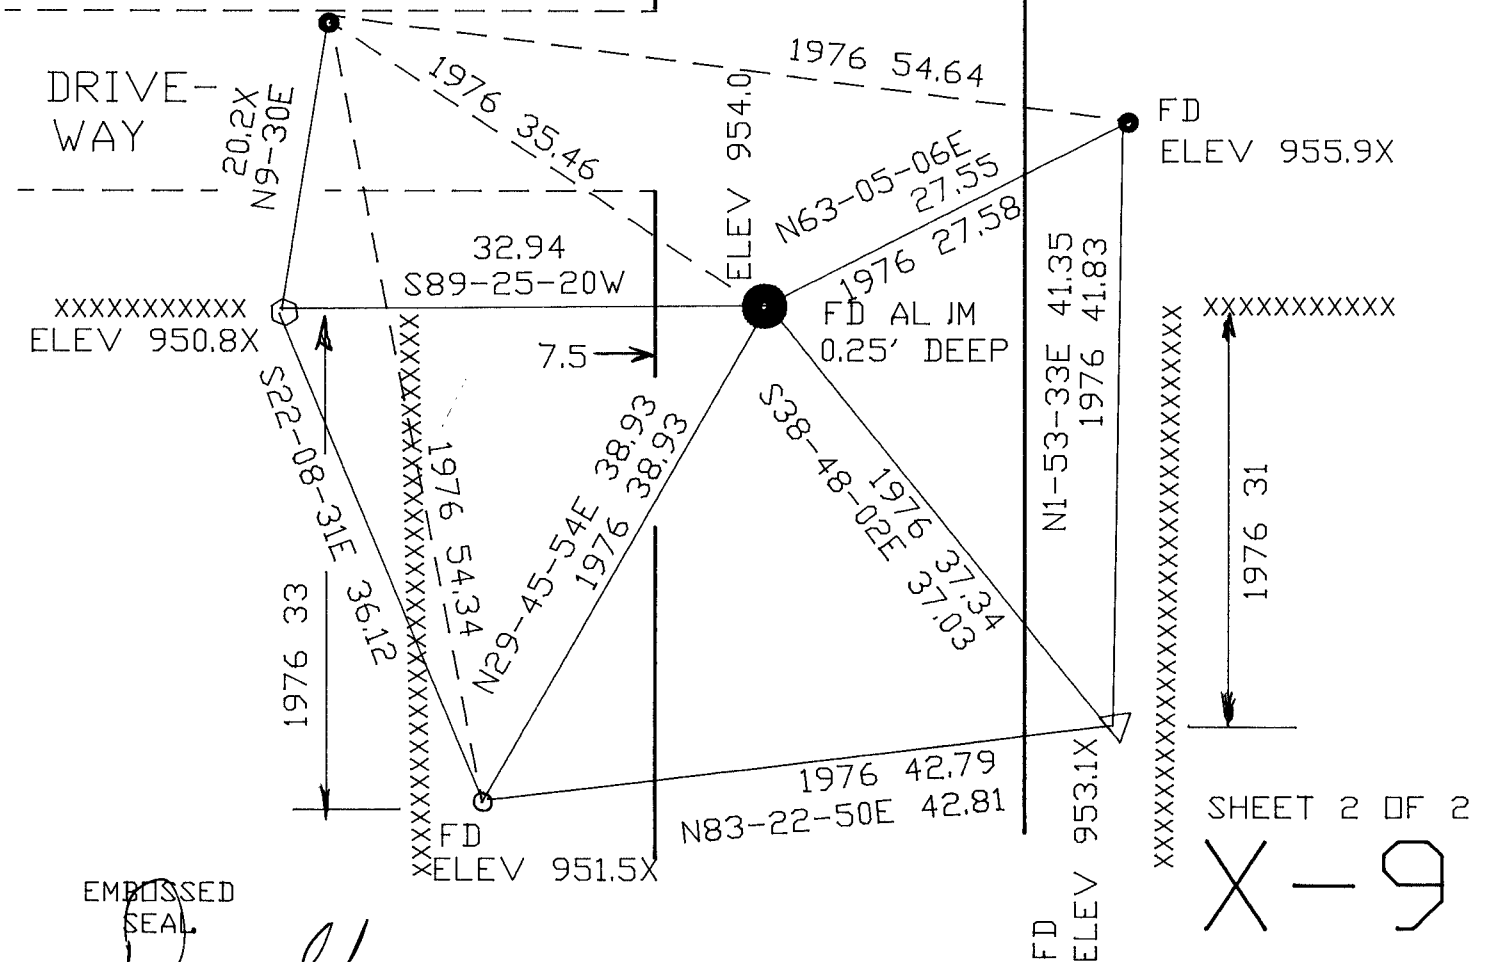 1976 54.64
DRIVE-
WAY
20.2X
N9-30E
1976 35.46
ELEV 954.0
FD
ELEV 955.9X
N63-05-06E
27.55
1976 27.58
32.94
S89-25-20W
XXXXXXXXXXX
ELEV 950.8X
FD AL JM
0.25' DEEP
7.5
N1-53-33E 41.35
1976 41.83
XXXXXXXXXXX
S22-08-31E 36.12
1976 54.34
N29-45-54E 38.93
1976 38.93
1976 37.34
S38-48-02E 37.03
1976 31
1976 33
1976 42.79
N83-22-50E 42.81
FD
ELEV 951.5X
FD
ELEV 953.1X
SHEET 2 OF 2
X-9
EMBOSSED
SEAL